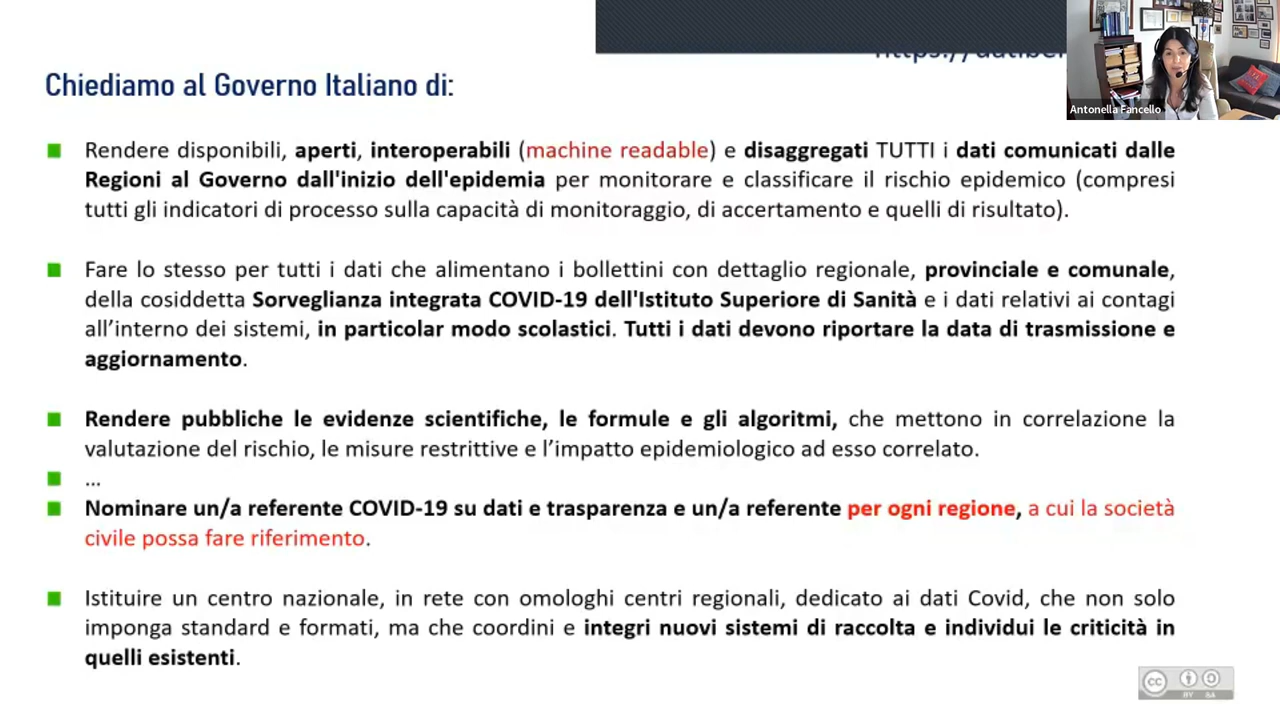 https://datiber
Antonella Fancello
Chiediamo al Governo Italiano di:
Rendere disponibili, aperti, interoperabili (machine readable) e disaggregati TUTTI i dati comunicati dalle
Regioni al Governo dall'inizio dell'epidemia per monitorare e classificare il rischio epidemico (compresi
tutti gli indicatori di processo sulla capacità di monitoraggio, di accertamento e quelli di risultato).
Fare lo stesso per tutti i dati che alimentano i bollettini con dettaglio regionale, provinciale e comunale,
della cosiddetta Sorveglianza integrata COVID-19 dell'Istituto Superiore di Sanità e i dati relativi ai contagi
all’interno dei sistemi, in particolar modo scolastici. Tutti i dati devono riportare la data di trasmissione e
aggiornamento.
Rendere pubbliche le evidenze scientifiche, le formule e gli algoritmi, che mettono in correlazione la
valutazione del rischio, le misure restrittive e l’impatto epidemiologico ad esso correlato.
...
Nominare un/a referente COVID-19 su dati e trasparenza e un/a referente per ogni regione, a cui la società
civile possa fare riferimento.
Istituire un centro nazionale, in rete con omologhi centri regionali, dedicato ai dati Covid, che non solo
imponga standard e formati, ma che coordini e integri nuovi sistemi di raccolta e individui le criticità in
quelli esistenti.
cc
BY SA